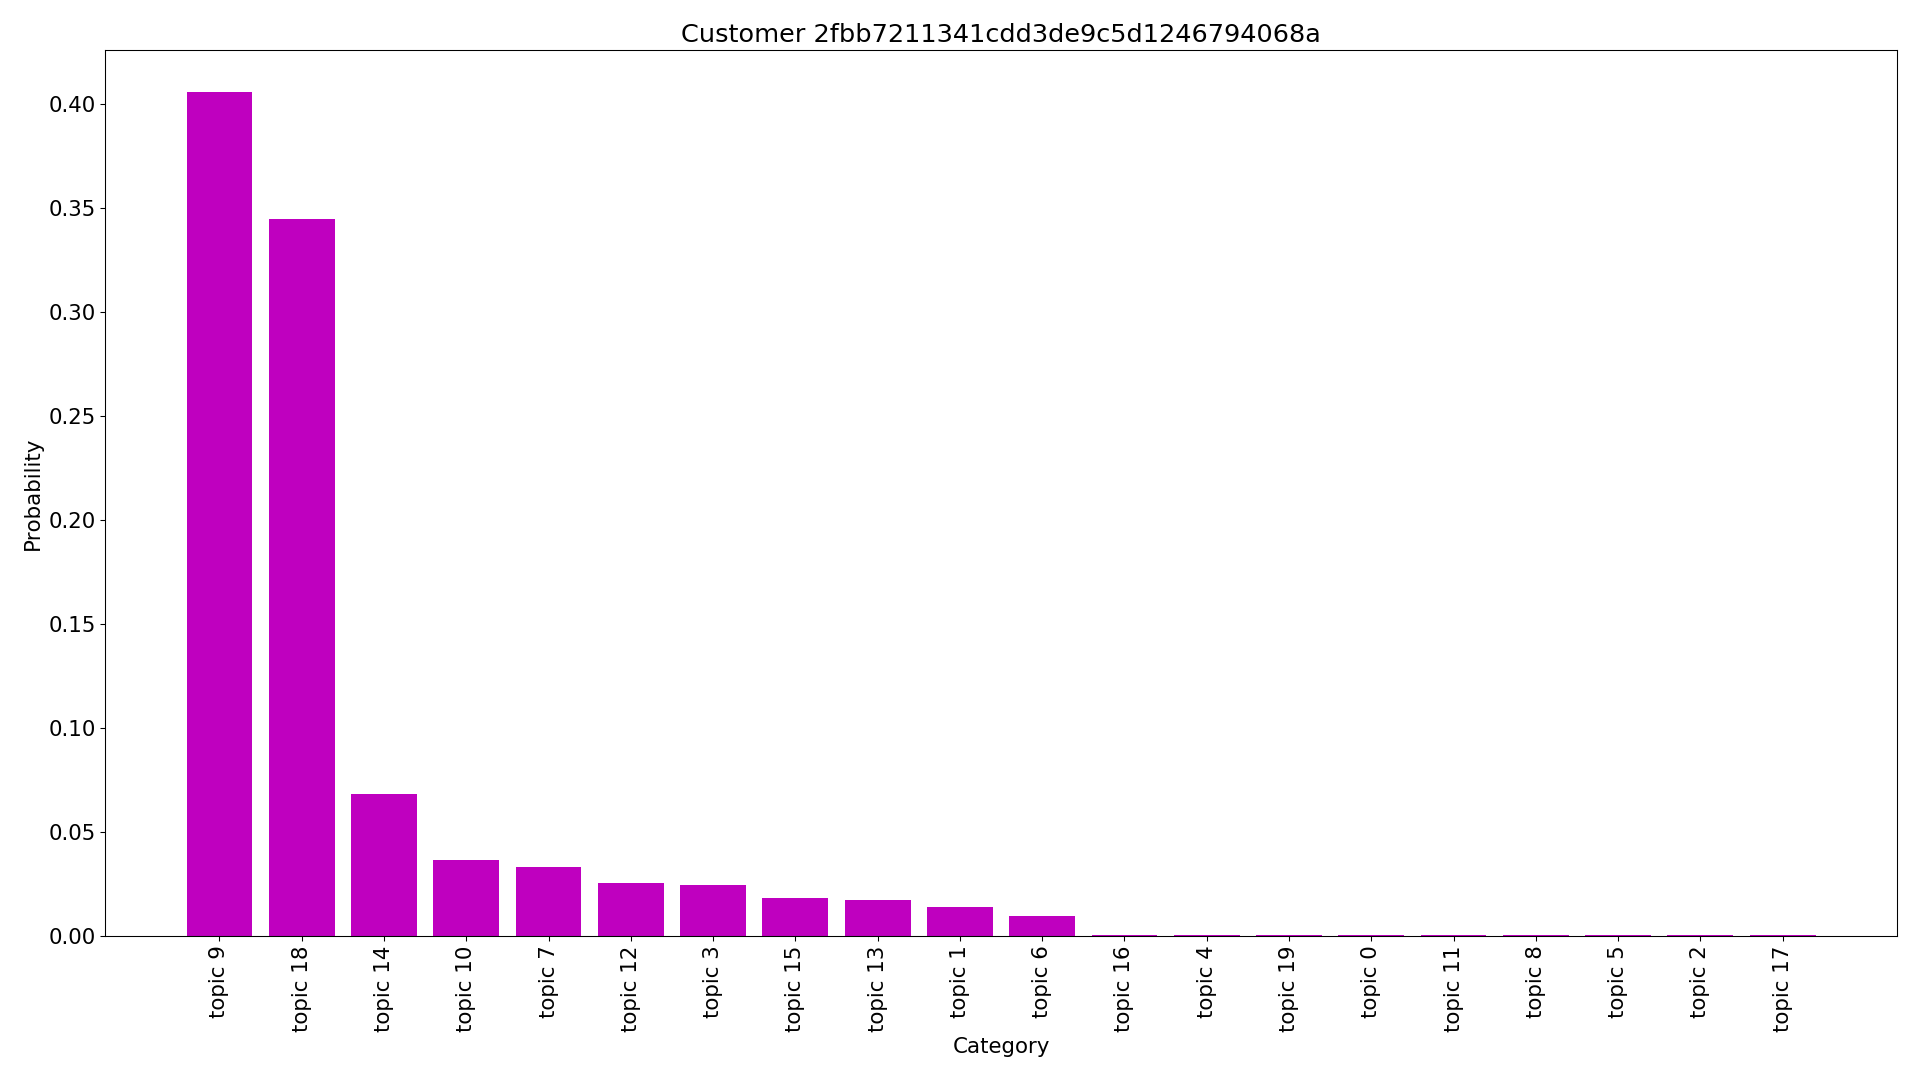 Customer 2fbb7211341cdd3de9c5d1246794068a
Probability
0.40
0.35
0.30
0.25
0.20
0.15
0.10
0.05
0.00
topic 9
topic 18
topic 14
topic 10
topic 7
topic 12
topic 3
topic 15
topic 13
topic 1
topic 6
topic 16
topic 4
topic 19
topic 0
topic 11
topic 8
topic 5
topic 2
topic 17
Category